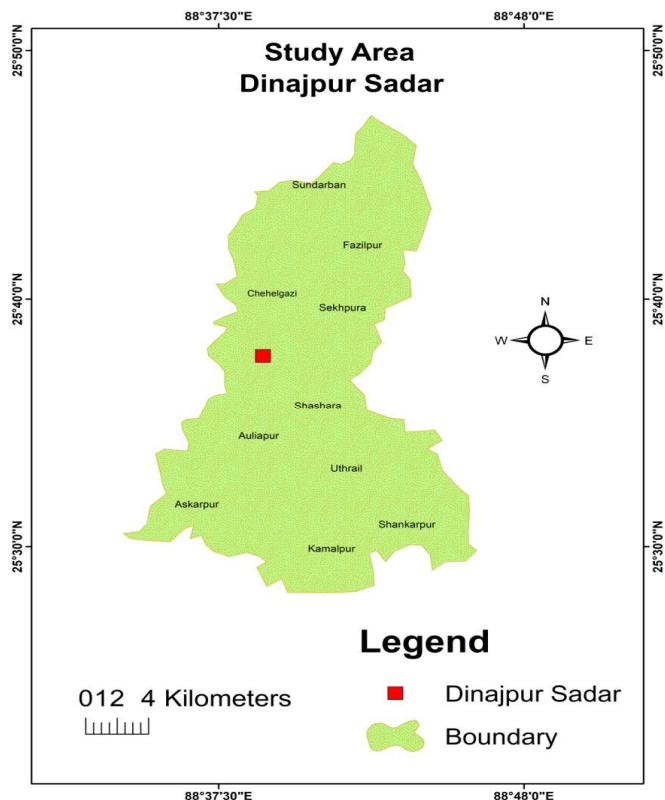 88°37'30"E 88°48'0"E
Study Area
Dinajpur Sadar
25°50'0"N 25°50'0"N
Sundarban
Fazilpur
Chehelgazi
25°40'0"N 25°40'0"N
Sekhpura
N
W E
S
Shashara
Auliapur
Uthrail
Askarpur
Shankarpur
25°30'0"N 25°30'0"N
Kamalpur
Legend
012 4 Kilometers
Dinajpur Sadar
Boundary
88°37'30"E 88°48'0"E